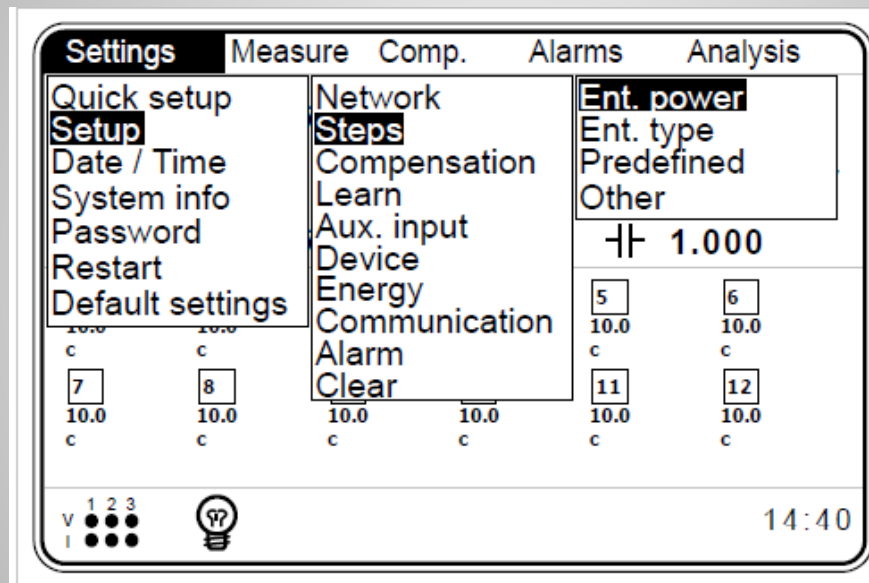 Settings Measure Comp. Alarms Analysis
Quick setup
Setup
Date / Time
System info
Password
Restart
Default settings
Network
Steps
Compensation
Learn
Aux. input
Device
Energy
Communication
Alarm
Clear
Ent. power
Ent. type
Predefined
Other
1.000
5 6
10.0 10.0
c c c c
7 8 11 12
10.0 10.0 10.0 10.0 10.0 10.0
c c c c c c
1 2 3
V
I
14:40